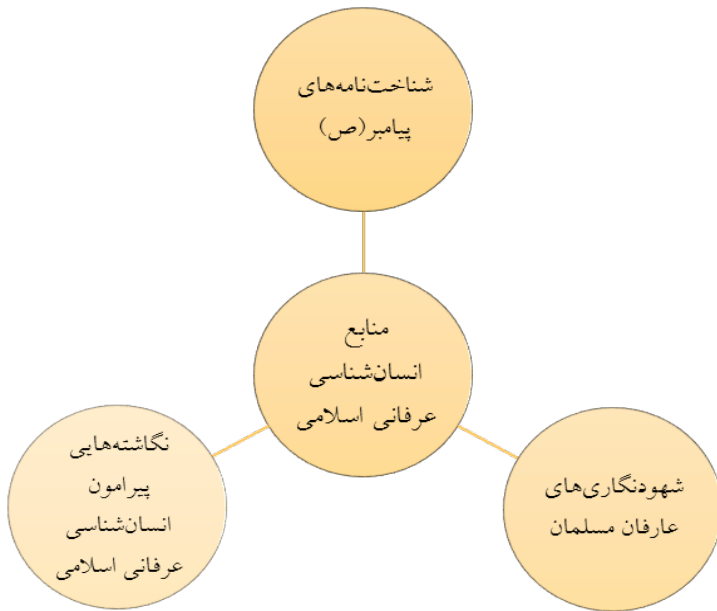 شناخت‌نامه‌های
پیامبر(ص)
منابع
انسان‌شناسی
عرفانی اسلامی
شهودنگاری‌های
عارفان مسلمان
نگاشته‌هایی
پیرامون
انسان‌شناسی
عرفانی اسلامی